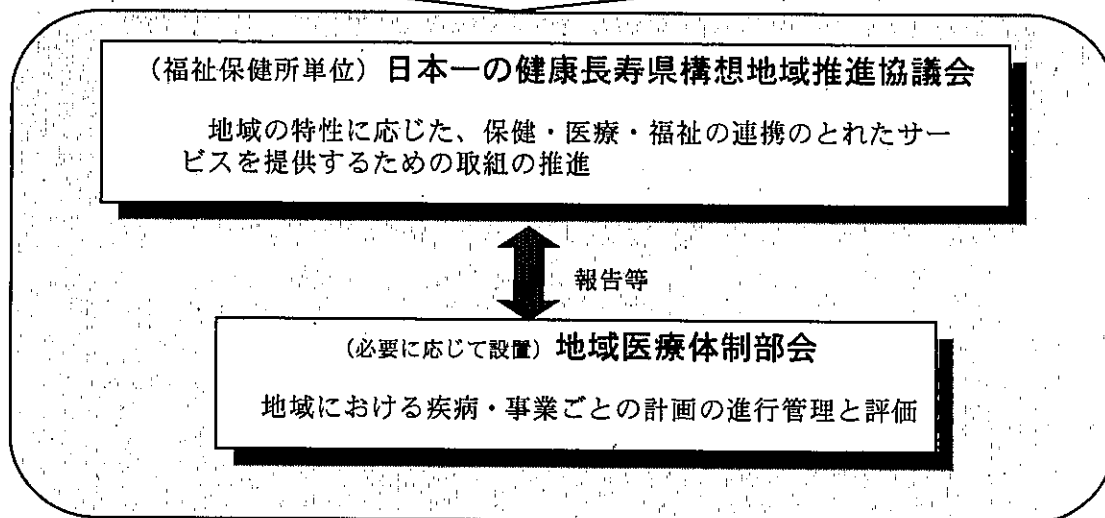 （福祉保健所単位）日本一の健康長寿県構想地域推進協議会
地域の特性に応じた、保健・医療・福祉の連携のとれたサー
ビスを提供するための取組の推進
報告等
（必要に応じて設置）地域医療体制部会
地域における疾病・事業ごとの計画の進行管理と評価